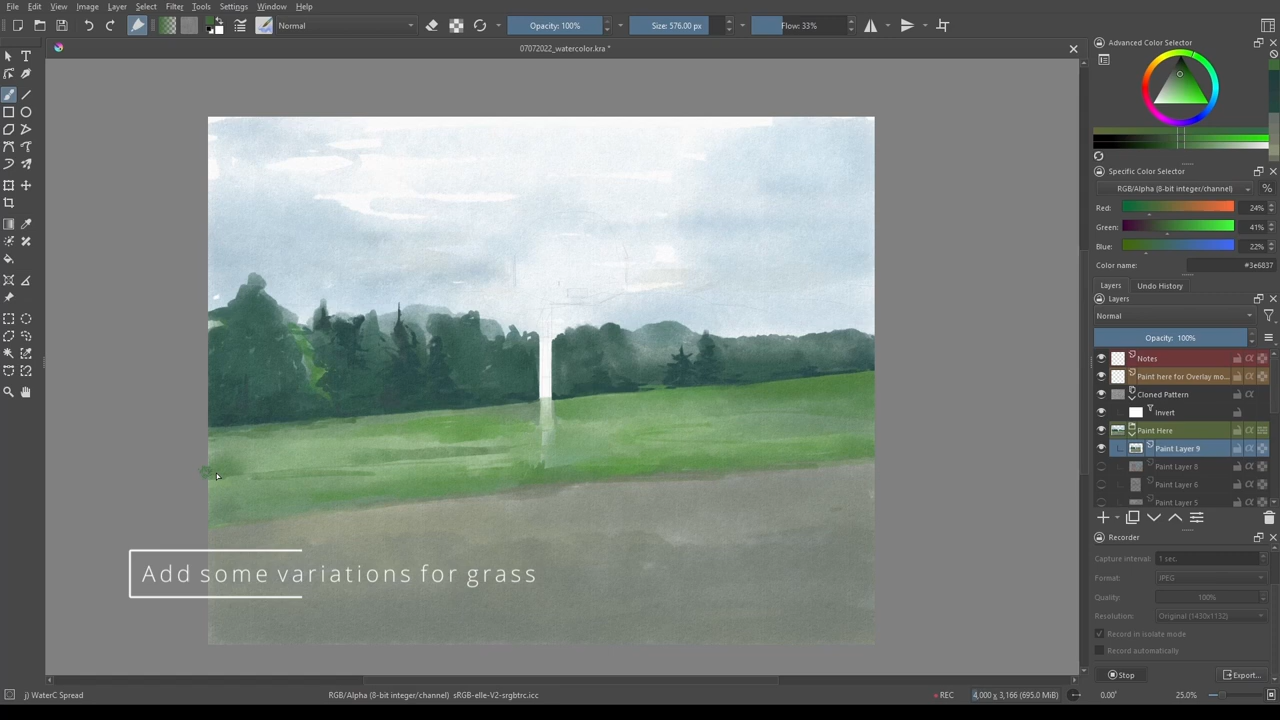 File Edit View Image Layer Select Filter Tools Settings Window Help
Normal
Opacity: 100%
Size: 576.00 px
Flow: 33%
07072022_watercolor.kra *
Advanced Color Selector
Specific Color Selector
RGB/Alpha (8-bit integer/channel)
%
Red: 24%
Green: 41%
Blue: 22%
Color name: #3e6837
Layers Undo History
Layers
Normal
Opacity: 100%
Notes
Paint here for Overlay mo...
Cloned Pattern
Invert
Paint Here
Paint Layer 9
Paint Layer 8
Paint Layer 6
Paint Layer 5
Recorder
Capture interval: 1 sec.
Format: JPEG
Quality: 100%
Resolution: Original (1430x1132)
Record in isolate mode
Record automatically
Stop
Export...
Add some variations for grass
j) WaterC Spread
RGB/Alpha (8-bit integer/channel) sRGB-elle-V2-srgbtrc.icc
REC
4,000 x 3,166 (695.0 MiB)
0.00°
25.0%